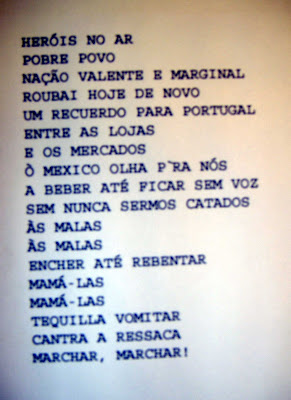 HERÓIS NO AR
POBRE POVO
NAÇÃO VALENTE E MARGINAL
ROUBAI HOJE DE NOVO
UM RECUERDO PARA PORTUGAL
ENTRE AS LOJAS
E OS MERCADOS
Ò MEXICO OLHA P`RA NÓS
A BEBER ATÉ FICAR SEM VOZ
SEM NUNCA SERMOS CATADOS
ÀS MALAS
ÀS MALAS
ENCHER ATÉ REBENTAR
MAMÁ-LAS
MAMÁ-LAS
TEQUILLA VOMITAR
CANTRA A RESSACA
MARCHAR, MARCHAR!